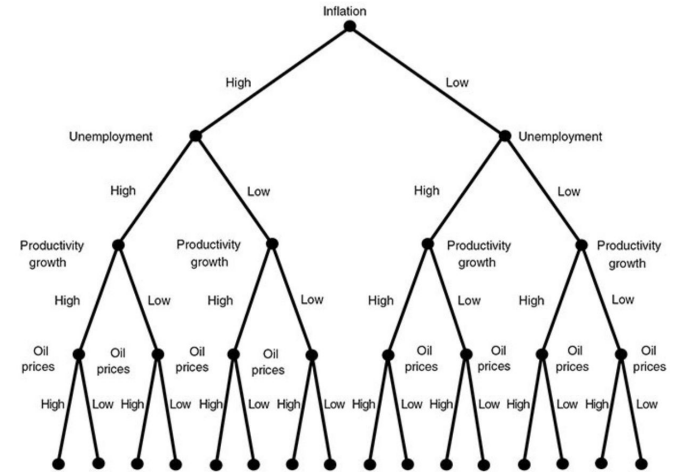 Inflation
High
Low
Unemployment
Unemployment
High
Low
High
Low
Productivity
growth
Productivity
growth
Productivity
growth
Productivity
growth
High
Low
High
Low
High
Low
High
Low
Oil
prices
Oil
prices
Oil
prices
Oil
prices
Oil
prices
Oil
prices
Oil
prices
Oil
prices
High
Low
High
Low
High
Low
High
Low
High
Low
High
Low
High
Low
High
Low